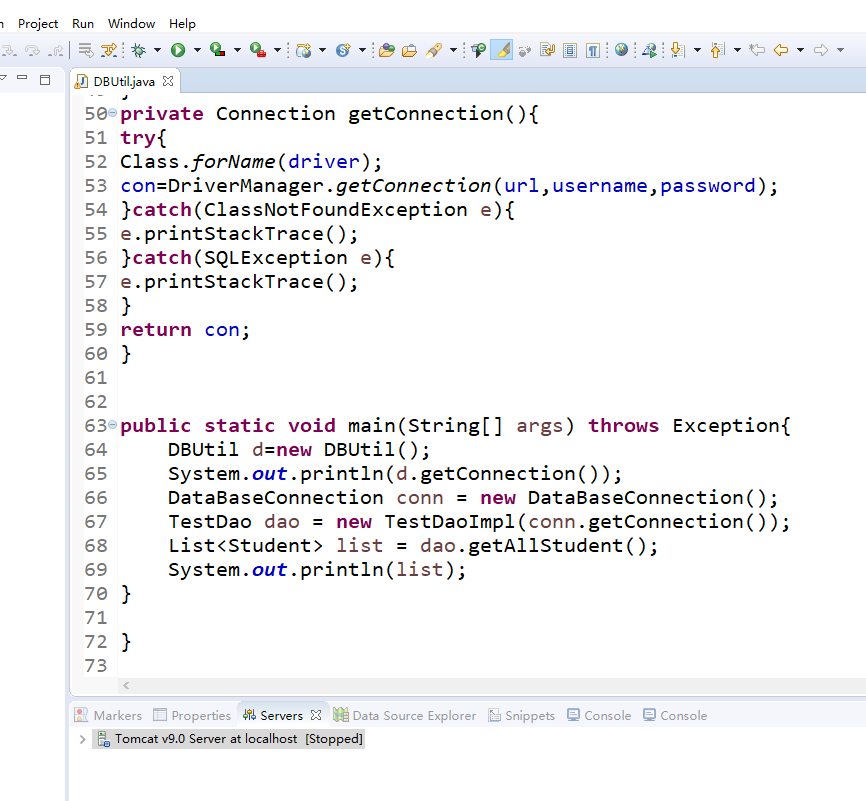 Project Run Window Help
DBUtil.java
50 private Connection getConnection(){
51 try{
52 Class.forName(driver);
53 con=DriverManager.getConnection(url,username,password);
54 }catch(ClassNotFoundException e){
55 e.printStackTrace();
56 }catch(SQLException e){
57 e.printStackTrace();
58 }
59 return con;
60 }
61
62
63 public static void main(String[] args) throws Exception{
64     DBUtil d=new DBUtil();
65     System.out.println(d.getConnection());
66     DataBaseConnection conn = new DataBaseConnection();
67     TestDao dao = new TestDaoImpl(conn.getConnection());
68     List<Student> list = dao.getAllStudent();
69     System.out.println(list);
70 }
71
72 }
73
Markers Properties Servers Data Source Explorer Snippets Console Console
Tomcat v9.0 Server at localhost [Stopped]